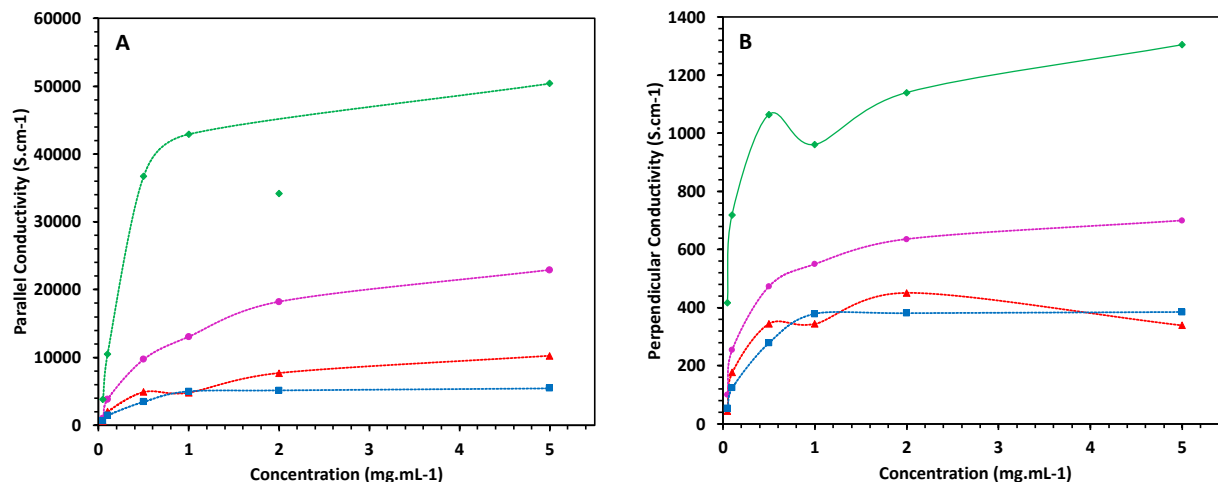 A
Parallel Conductivity (S.cm-1)
60000
50000
40000
30000
20000
10000
0
0 1 2 3 4 5
Concentration (mg.mL-1)
B
Perpendicular Conductivity (S.cm-1)
1400
1200
1000
800
600
400
200
0
0 1 2 3 4 5
Concentration (mg.mL-1)